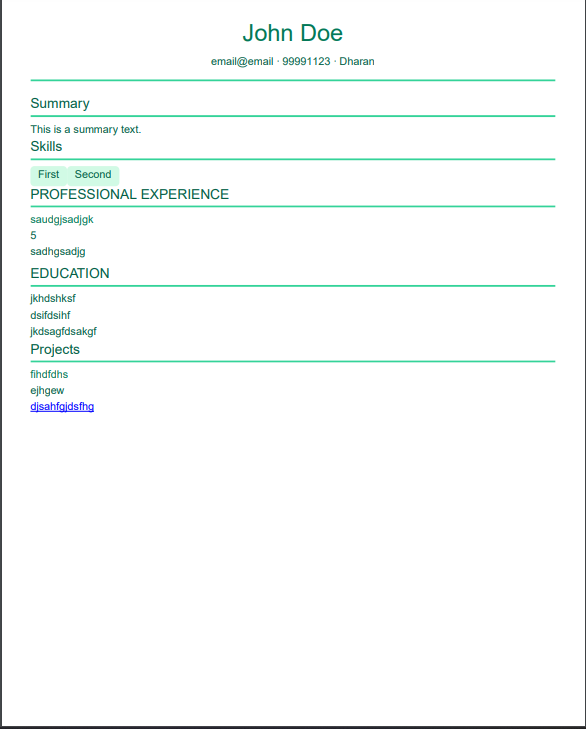 John Doe
email@email · 99991123 · Dharan
Summary
This is a summary text.
Skills
First Second
PROFESSIONAL EXPERIENCE
saudgjsadjgk
5
sadhgsadjg
EDUCATION
jkhdshksf
dsifdsihf
jkdsagfdsakgf
Projects
fihdfdhs
ejhgew
djsahfgjdsfhg